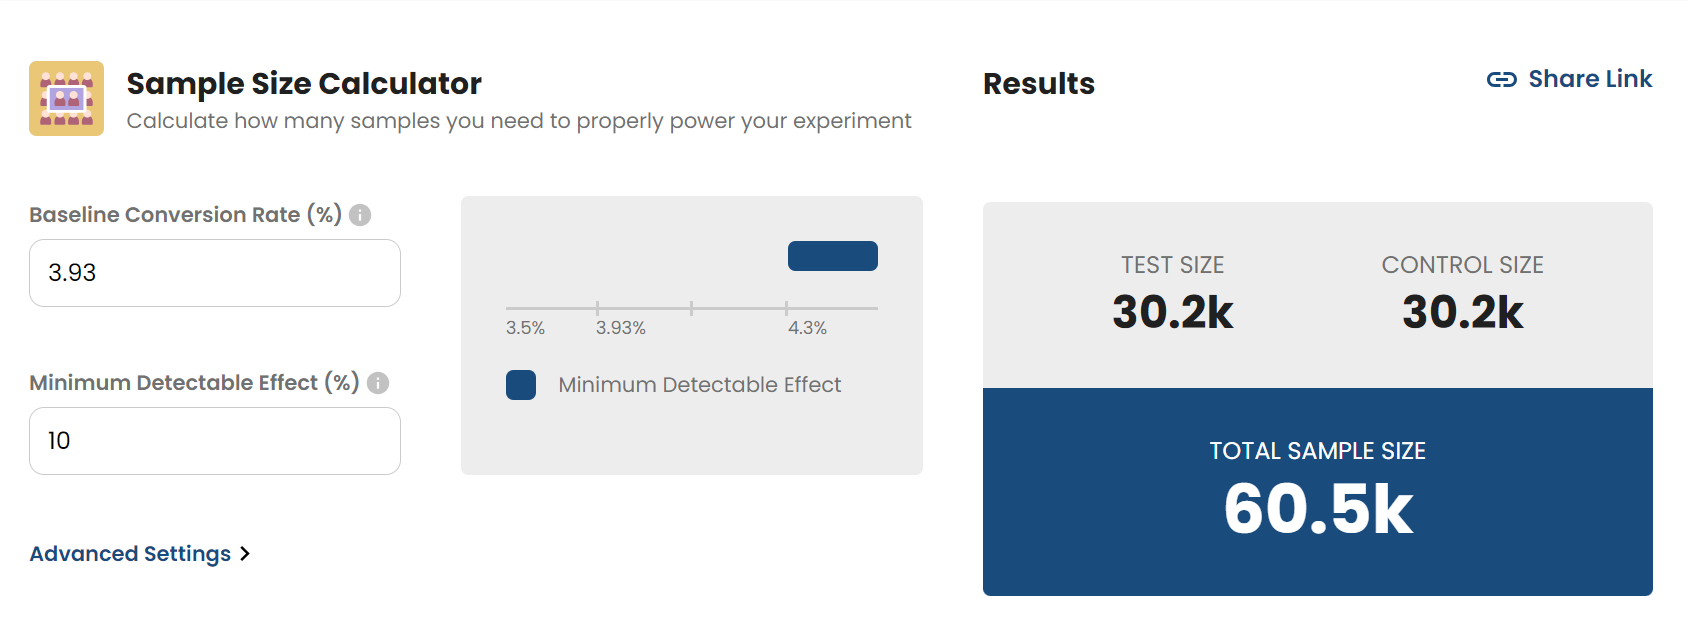 Sample Size Calculator
Calculate how many samples you need to properly power your experiment
Baseline Conversion Rate (%)
3.93
Minimum Detectable Effect (%)
10
Advanced Settings
3.5% 3.93% 4.3%
Minimum Detectable Effect
Results
Share Link
TEST SIZE
30.2k
CONTROL SIZE
30.2k
TOTAL SAMPLE SIZE
60.5k